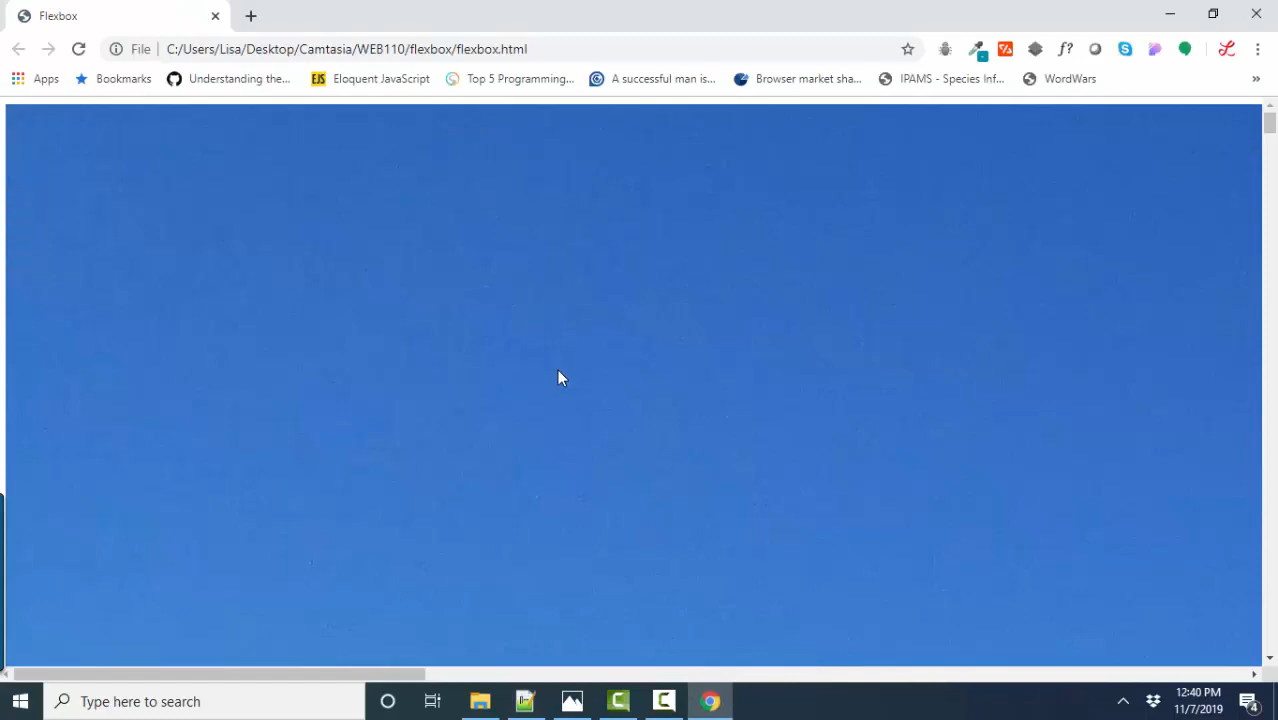 Flexbox
File C:/Users/Lisa/Desktop/Camtasia/WEB110/flexbox/flexbox.html f?
Apps Bookmarks Understanding the... EJS Eloquent JavaScript Top 5 Programming... A successful man is... Browser market sha... IPAMS - Species Inf... WordWars »
Type here to search
12:40 PM
11/7/2019
4